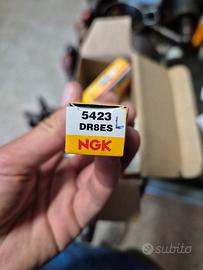 5423
DR8ES L
NGK
subito